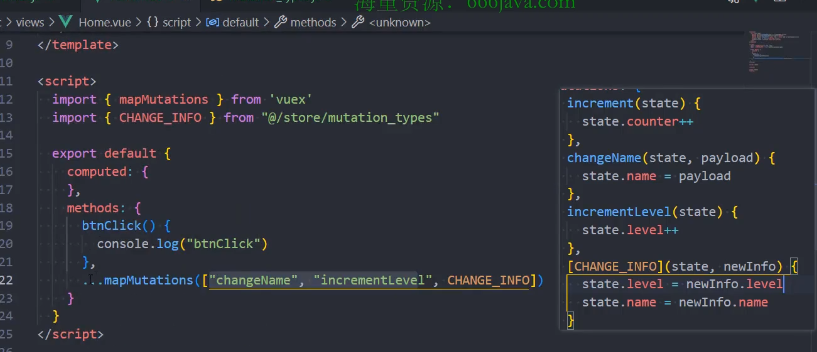 海量资源：666java.com
views > Home.vue > {} script > default > methods > <unknown>
9 </template>
10
11 <script>
12 import { mapMutations } from 'vuex'
13 import { CHANGE_INFO } from "@/store/mutation_types"
14
15 export default {
16 computed: {
17 },
18 methods: {
19 btnClick() {
20 console.log("btnClick")
21 },
22 ...mapMutations(["changeName", "incrementLevel", CHANGE_INFO])
23 }
24 }
25 </script>
increment(state) {
state.counter++
},
changeName(state, payload) {
state.name = payload
},
incrementLevel(state) {
state.level++
},
[CHANGE_INFO](state, newInfo) {
state.level = newInfo.level
state.name = newInfo.name
}